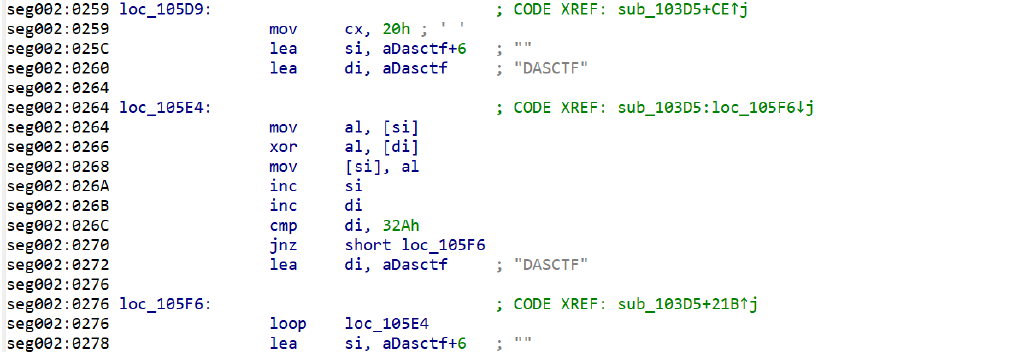 seg002:0259 loc_105D9: ; CODE XREF: sub_103D5+CE↑j
seg002:0259 mov cx, 20h ; ' '
seg002:025C lea si, aDasctf+6 ; ""
seg002:0260 lea di, aDasctf ; "DASCTF"
seg002:0264
seg002:0264 loc_105E4: ; CODE XREF: sub_103D5:loc_105F6↓j
seg002:0264 mov al, [si]
seg002:0266 xor al, [di]
seg002:0268 mov [si], al
seg002:026A inc si
seg002:026B inc di
seg002:026C cmp di, 32Ah
seg002:0270 jnz short loc_105F6
seg002:0272 lea di, aDasctf ; "DASCTF"
seg002:0276
seg002:0276 loc_105F6: ; CODE XREF: sub_103D5+21B↑j
seg002:0276 loop loc_105E4
seg002:0278 lea si, aDasctf+6 ; ""